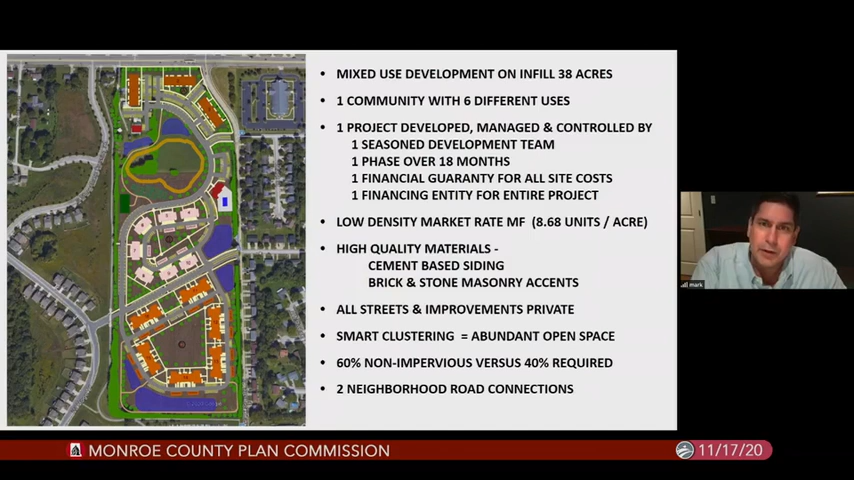 • MIXED USE DEVELOPMENT ON INFILL 38 ACRES
• 1 COMMUNITY WITH 6 DIFFERENT USES
• 1 PROJECT DEVELOPED, MANAGED & CONTROLLED BY
1 SEASONED DEVELOPMENT TEAM
1 PHASE OVER 18 MONTHS
1 FINANCIAL GUARANTY FOR ALL SITE COSTS
1 FINANCING ENTITY FOR ENTIRE PROJECT
• LOW DENSITY MARKET RATE MF (8.68 UNITS / ACRE)
• HIGH QUALITY MATERIALS -
CEMENT BASED SIDING
BRICK & STONE MASONRY ACCENTS
• ALL STREETS & IMPROVEMENTS PRIVATE
• SMART CLUSTERING = ABUNDANT OPEN SPACE
• 60% NON-IMPERVIOUS VERSUS 40% REQUIRED
• 2 NEIGHBORHOOD ROAD CONNECTIONS
mark
MONROE COUNTY PLAN COMMISSION
11/17/20